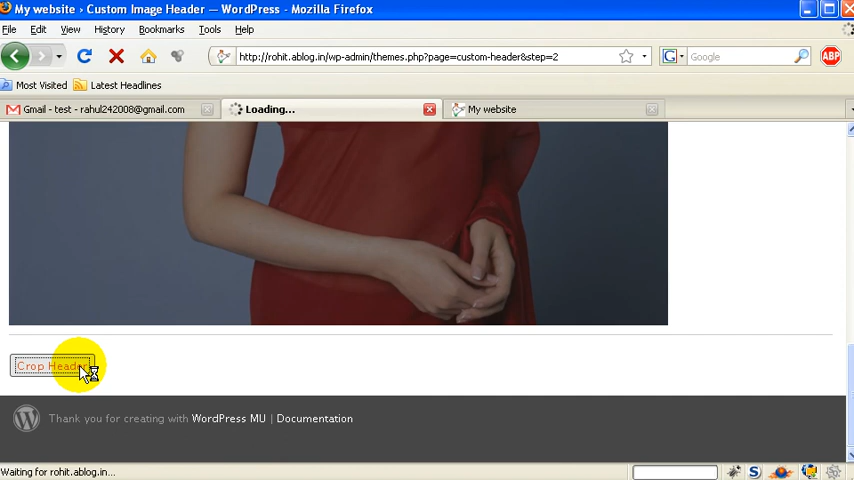 My website › Custom Image Header — WordPress - Mozilla Firefox
File Edit View History Bookmarks Tools Help
http://rohit.ablog.in/wp-admin/themes.php?page=custom-header&step=2
Google
ABP
Most Visited Latest Headlines
Gmail - test - rahul242008@gmail.com Loading... My website
Crop Header
Thank you for creating with WordPress MU | Documentation
Waiting for rohit.ablog.in...